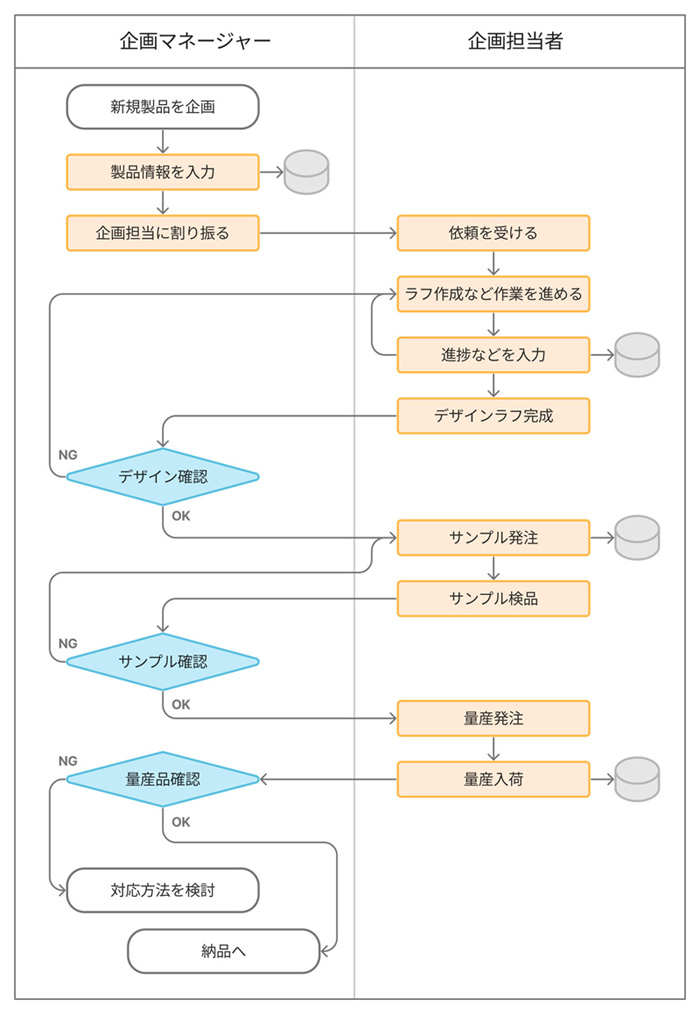 企画マネージャー
企画担当者
新規製品を企画
製品情報を入力
企画担当に割り振る
依頼を受ける
ラフ作成など作業を進める
進捗などを入力
デザインラフ完成
NG
デザイン確認
OK
サンプル発注
サンプル検品
NG
サンプル確認
OK
量産発注
NG
量産品確認
量産入荷
OK
対応方法を検討
納品へ